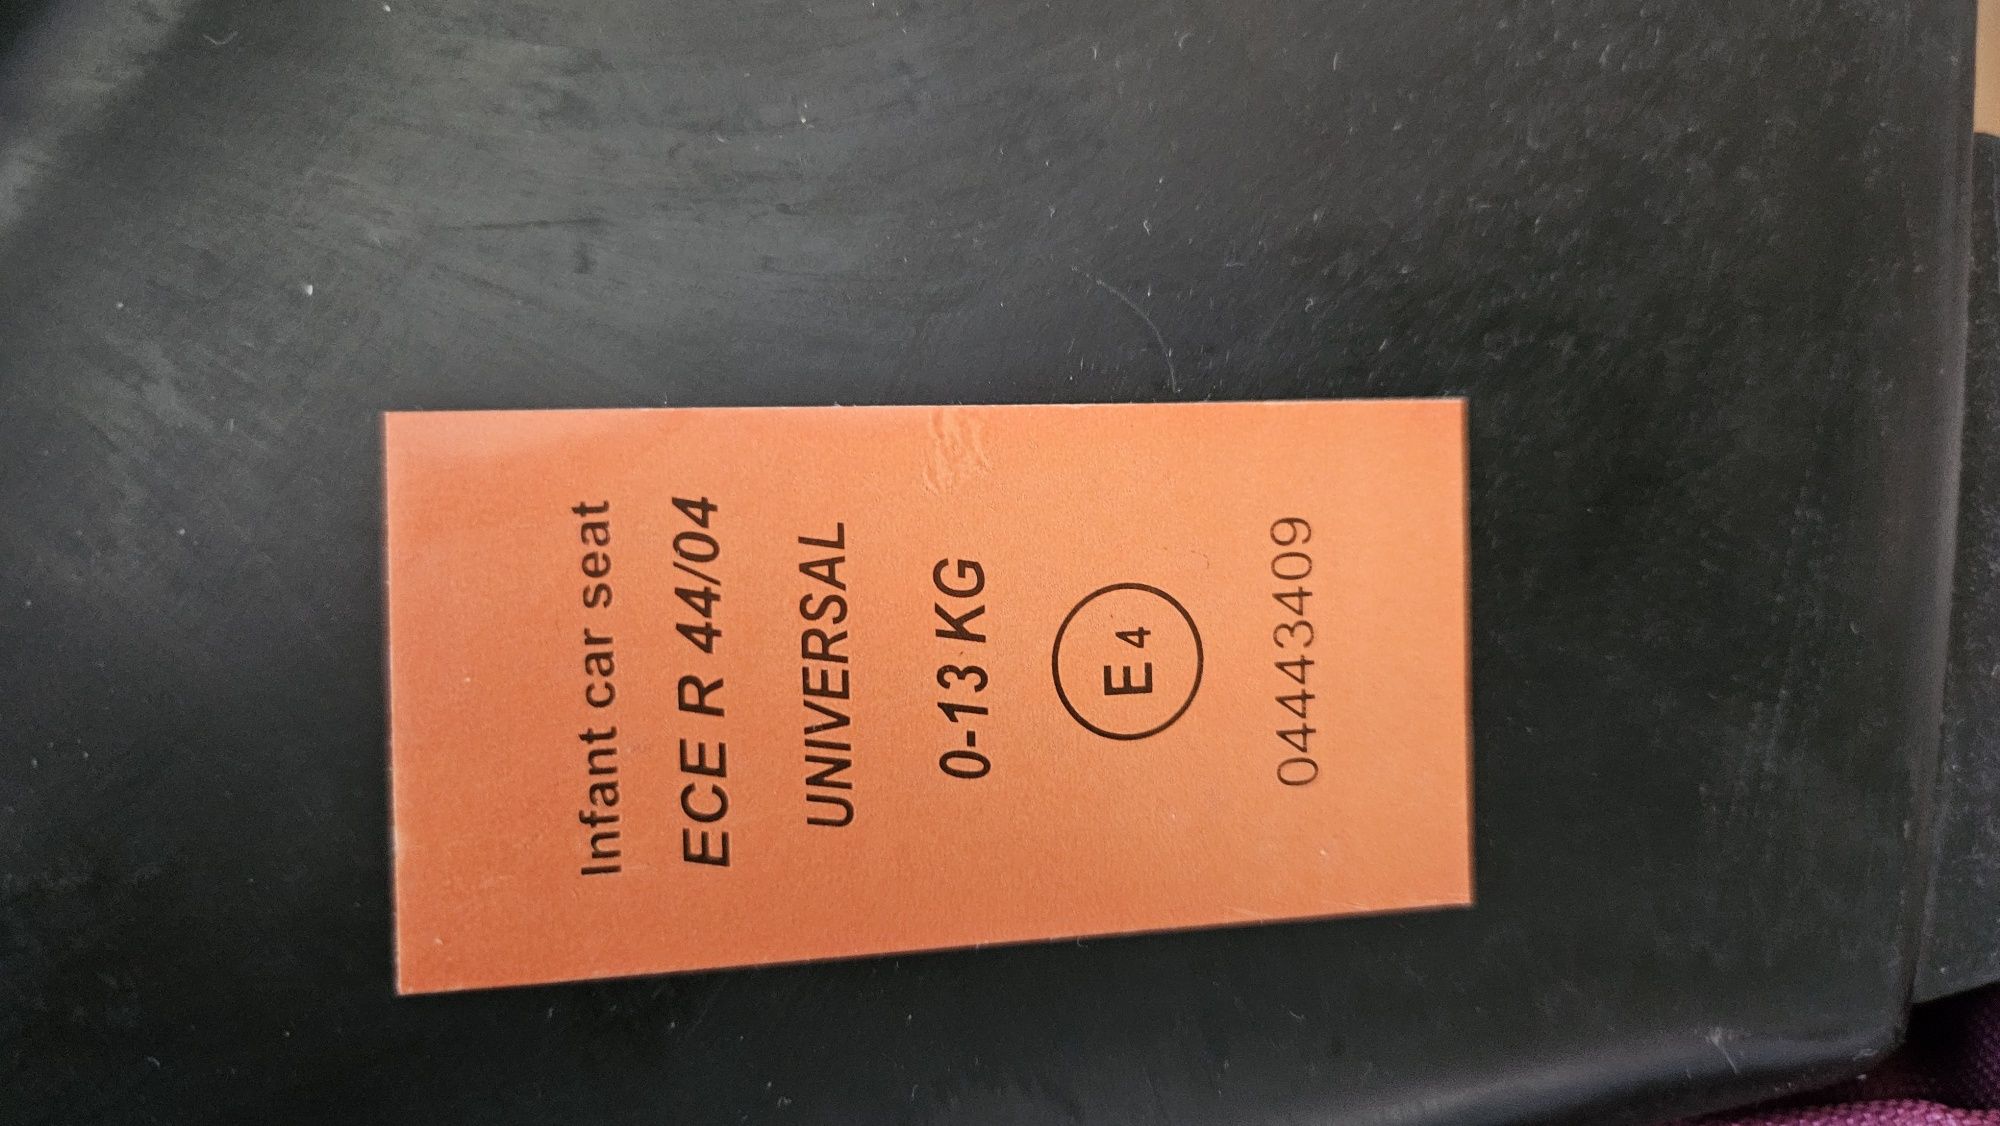 Infant car seat
ECE R 44/04
UNIVERSAL
0-13 KG
E 4
04443409